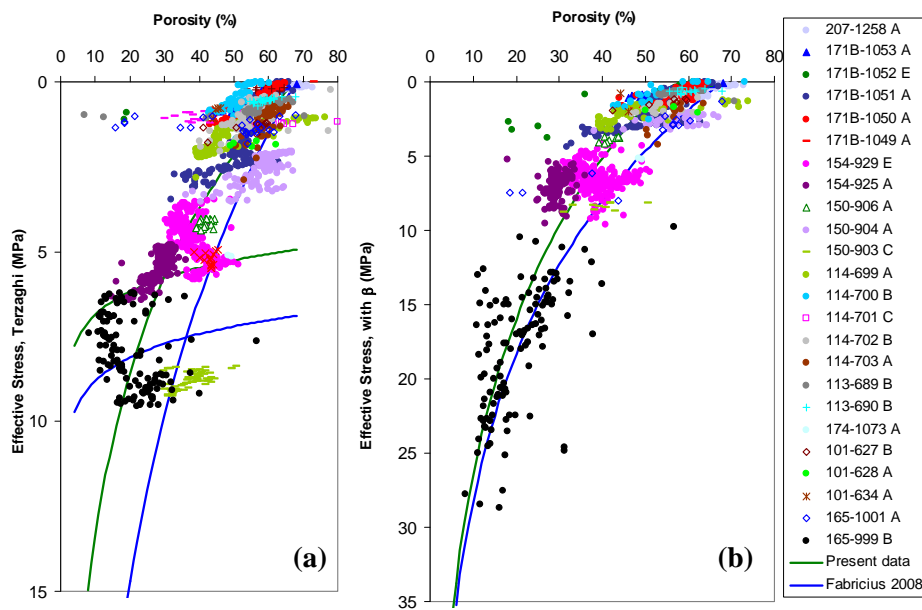 Porosity (%)
0 10 20 30 40 50 60 70 80
0
5
10
15
Effective Stress, Terzaghi (MPa)
(a)
Porosity (%)
0 10 20 30 40 50 60 70 80
0
5
10
15
20
25
30
35
Effective Stress, with β (MPa)
(b)
207-1258 A
171B-1053 A
171B-1052 E
171B-1051 A
171B-1050 A
171B-1049 A
154-929 E
154-925 A
150-906 A
150-904 A
150-903 C
114-699 A
114-700 B
114-701 C
114-702 B
114-703 A
113-689 B
113-690 B
174-1073 A
101-627 B
101-628 A
101-634 A
165-1001 A
165-999 B
Present data
Fabricius 2008